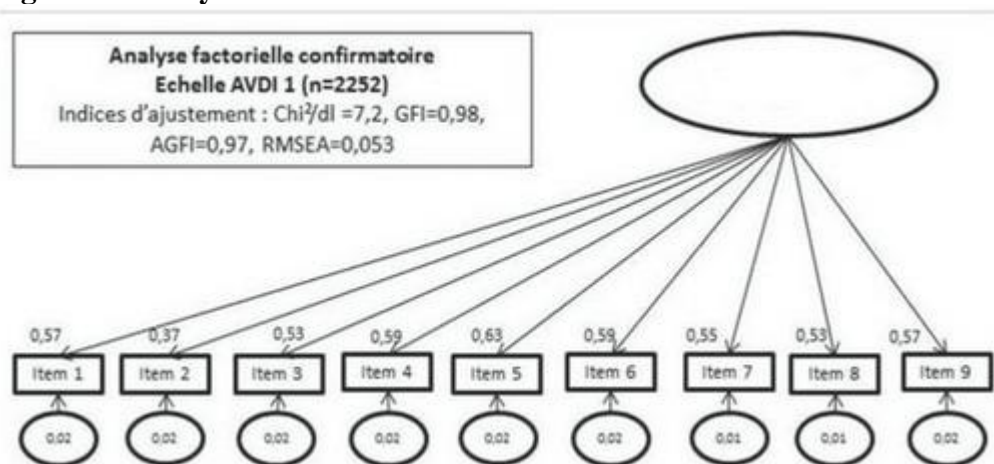 Analyse factorielle confirmatoire
Echelle AVDI 1 (n=2252)
Indices d'ajustement : Chi²/dl =7,2, GFI=0,98,
AGFI=0,97, RMSEA=0,053
0,57 0,37 0,53 0,59 0,63 0,59 0,55 0,53 0,57
Item 1 Item 2 Item 3 Item 4 Item 5 Item 6 Item 7 Item 8 Item 9
0,02 0,02 0,02 0,02 0,02 0,02 0,01 0,01 0,02